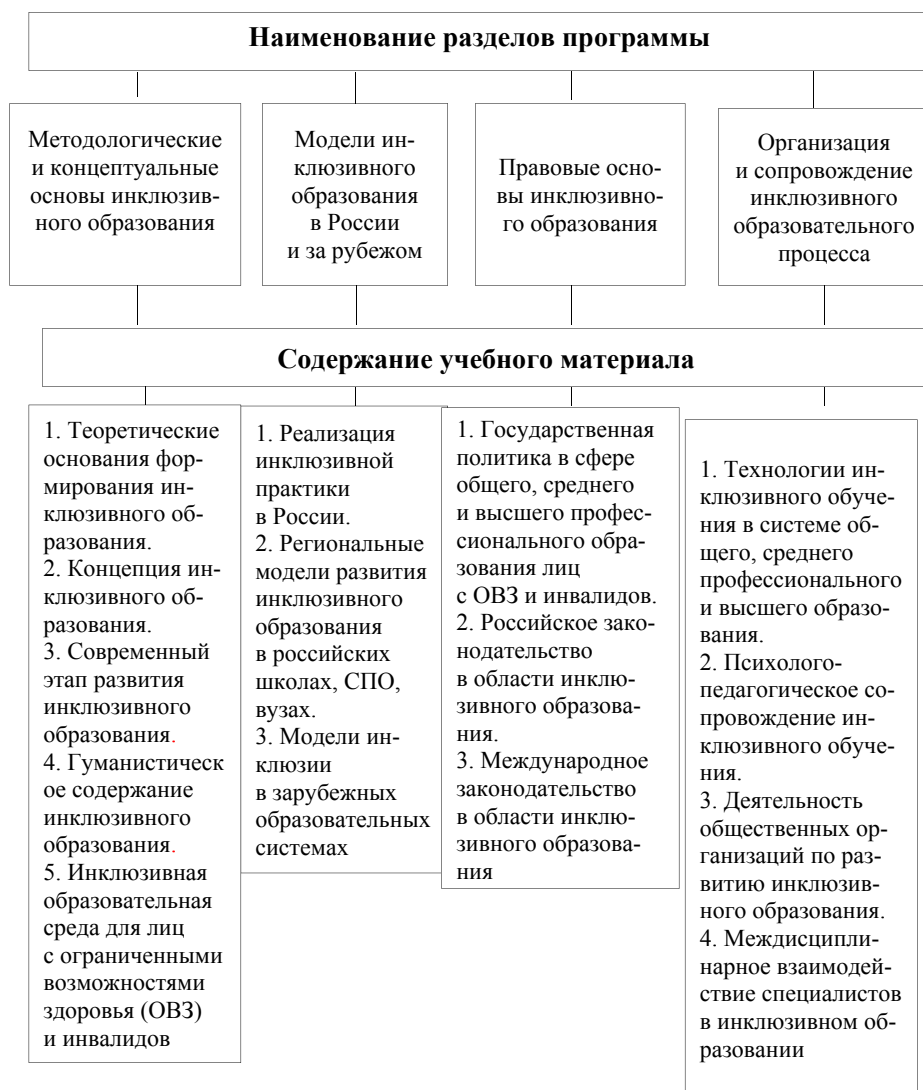 Наименование разделов программы
Методологические
и концептуальные
основы инклюзив-
ного образования
Модели ин-
клюзивного
образования
в России
и за рубежом
Правовые осно-
вы инклюзивно-
го образования
Организация
и сопровождение
инклюзивного
образовательного
процесса
Содержание учебного материала
1. Теоретические
основания фор-
мирования ин-
клюзивного об-
разования.
2. Концепция ин-
клюзивного об-
разования.
3. Современный
этап развития
инклюзивного
образования.
4. Гуманистическ
ое содержание
инклюзивного
образования.
5. Инклюзивная
образовательная
среда для лиц
с ограниченными
возможностями
здоровья (ОВЗ)
и инвалидов
1. Реализация
инклюзивной
практики
в России.
2. Региональные
модели развития
инклюзивного
образования
в российских
школах, СПО,
вузах.
3. Модели ин-
клюзии
в зарубежных
образовательных
системах
1. Государственная
политика в сфере
общего, среднего
и высшего профес-
сионального обра-
зования лиц
с ОВЗ и инвалидов.
2. Российское зако-
нодательство
в области инклю-
зивного образова-
ния.
3. Международное
законодательство
в области инклю-
зивного образова-
ния
1. Технологии ин-
клюзивного обу-
чения в системе об-
щего, среднего
профессионального
и высшего образо-
вания.
2. Психолого-
педагогическое со-
провождение ин-
клюзивного обуче-
ния.
3. Деятельность
общественных ор-
ганизаций по раз-
витию инклюзив-
ного образования.
4. Междисципли-
нарное взаимодей-
ствие специалистов
в инклюзивном об-
разовании